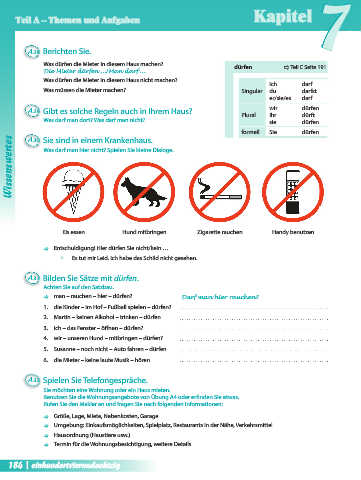 Teil A – Themen und Aufgaben
Kapitel 7
Berichten Sie.
Was dürfen die Mieter in diesem Haus machen?
Die Mieter dürfen .../Man darf ...
Was dürfen die Mieter in diesem Haus nicht machen?
Was müssen die Mieter machen?
dürfen
⇨ Teil C Seite 191
Singular
ich darf
du darfst
er/sie/es darf
Plural
wir dürfen
ihr dürft
sie dürfen
formell Sie dürfen
Gibt es solche Regeln auch in Ihrem Haus?
Was darf man dort? Was darf man nicht?
Sie sind in einem Krankenhaus.
Was darf man hier nicht? Spielen Sie kleine Dialoge.
Wissenswertes
Eis essen
Hund mitbringen
Zigarette rauchen
Handy benutzen
Entschuldigung! Hier dürfen Sie nicht/kein ...
Es tut mir Leid. Ich habe das Schild nicht gesehen.
Bilden Sie Sätze mit dürfen.
Achten Sie auf den Satzbau.
man – rauchen – hier – dürfen?
Darf man hier rauchen?
1. die Kinder – im Hof – Fußball spielen – dürfen?
2. Martin – keinen Alkohol – trinken – dürfen
3. ich – das Fenster – öffnen – dürfen?
4. wir – unseren Hund – mitbringen – dürfen?
5. Susanne – noch nicht – Auto fahren – dürfen
6. die Mieter – keine laute Musik – hören
Spielen Sie Telefongespräche.
Sie möchten eine Wohnung oder ein Haus mieten.
Benutzen Sie die Wohnungsangebote von Übung A4 oder erfinden Sie etwas.
Rufen Sie den Makler an und fragen Sie nach folgenden Informationen:
Größe, Lage, Miete, Nebenkosten, Garage
Umgebung: Einkaufsmöglichkeiten, Spielplatz, Restaurants in der Nähe, Verkehrsmittel
Hausordnung (Haustiere usw.)
Termin für die Wohnungsbesichtigung, weitere Details
186 | einhundertsechsundachtzig